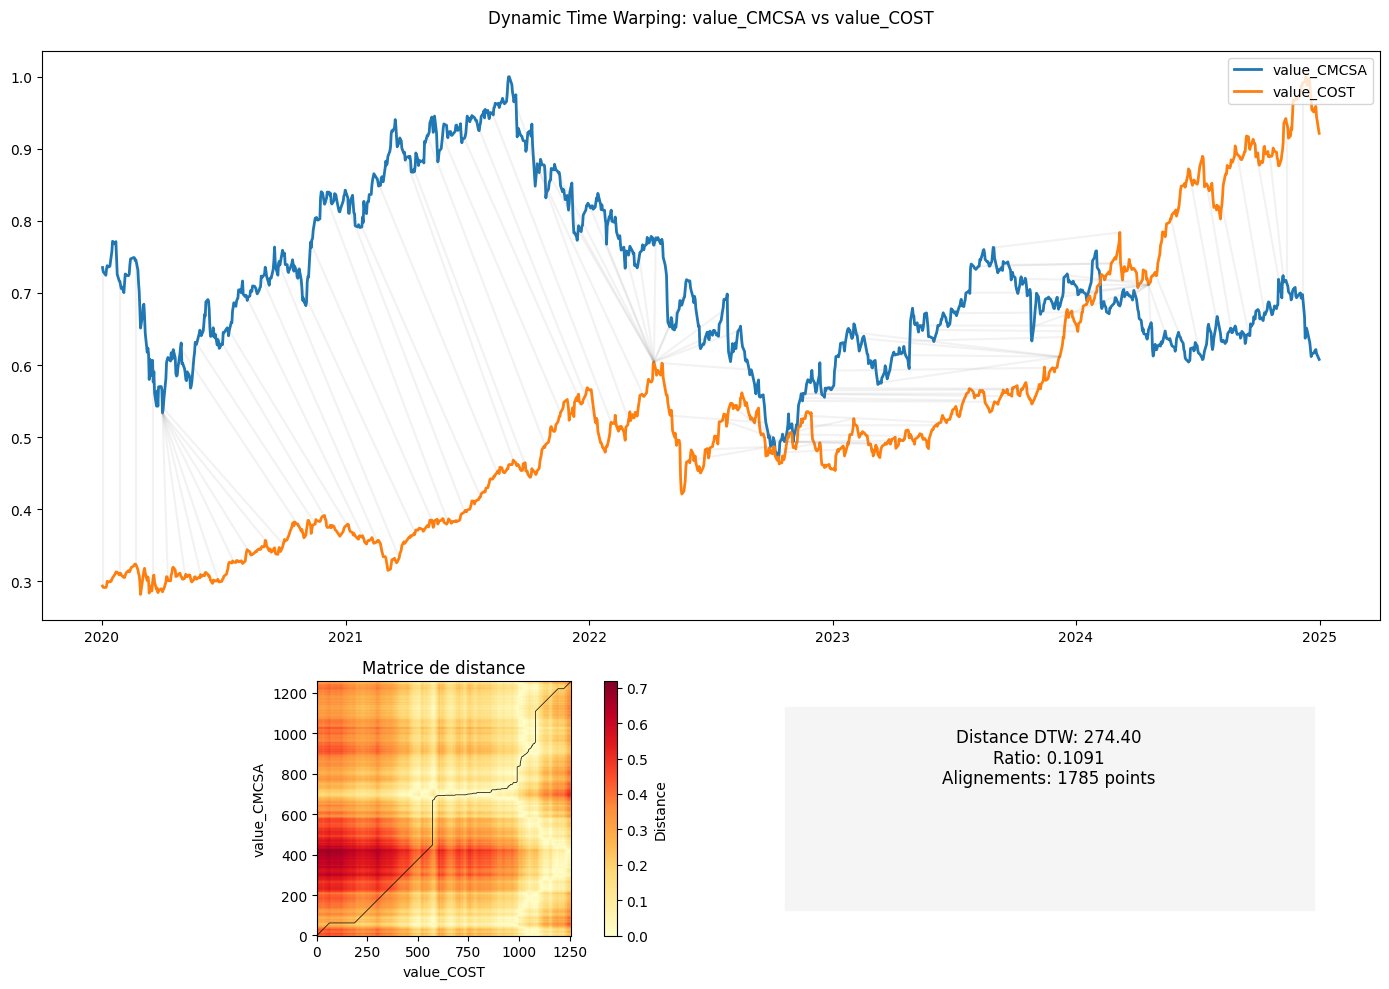 Dynamic Time Warping: value_CMCSA vs value_COST
value_CMCSA
value_COST
1.0
0.9
0.8
0.7
0.6
0.5
0.4
0.3
2020 2021 2022 2023 2024 2025
Matrice de distance
value_CMCSA
1200
1000
800
600
400
200
0
0 250 500 750 1000 1250
value_COST
0.7
0.6
0.5
0.4
0.3
0.2
0.1
0.0
Distance
Distance DTW: 274.40
Ratio: 0.1091
Alignements: 1785 points